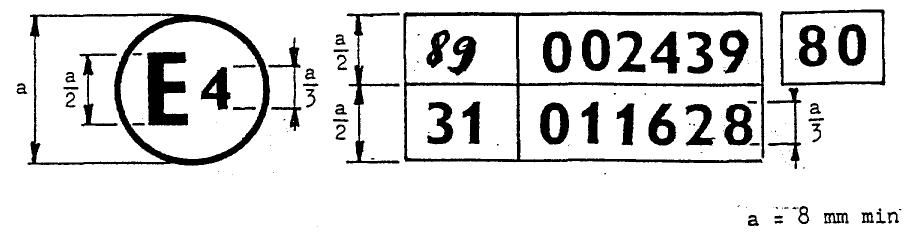 a
a/2
E 4
a/3
a/2
a/2
89 002439 80
31 011628
a/3
a = 8 mm min